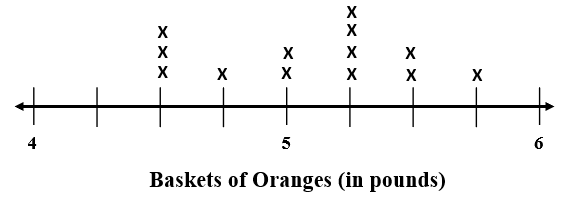 X
X X
X X X X
X X X X X X
4 5 6
Baskets of Oranges (in pounds)